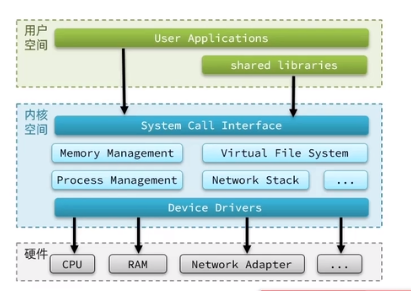 用户
空间
User Applications
shared libraries
内核
空间
System Call Interface
Memory Management
Virtual File System
Process Management
Network Stack
...
Device Drivers
硬件
CPU
RAM
Network Adapter
...